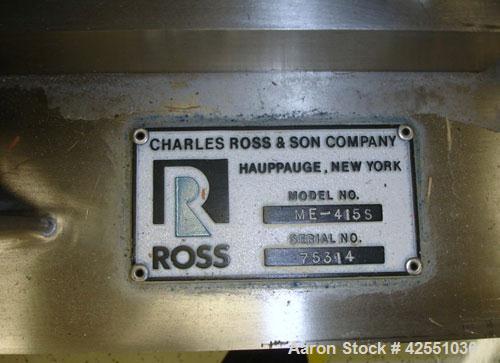 CHARLES ROSS & SON COMPANY
HAUPPAUGE, NEW YORK
R
ROSS
MODEL NO.
ME-415S
SERIAL NO.
75314
Aaron Stock # 42551036